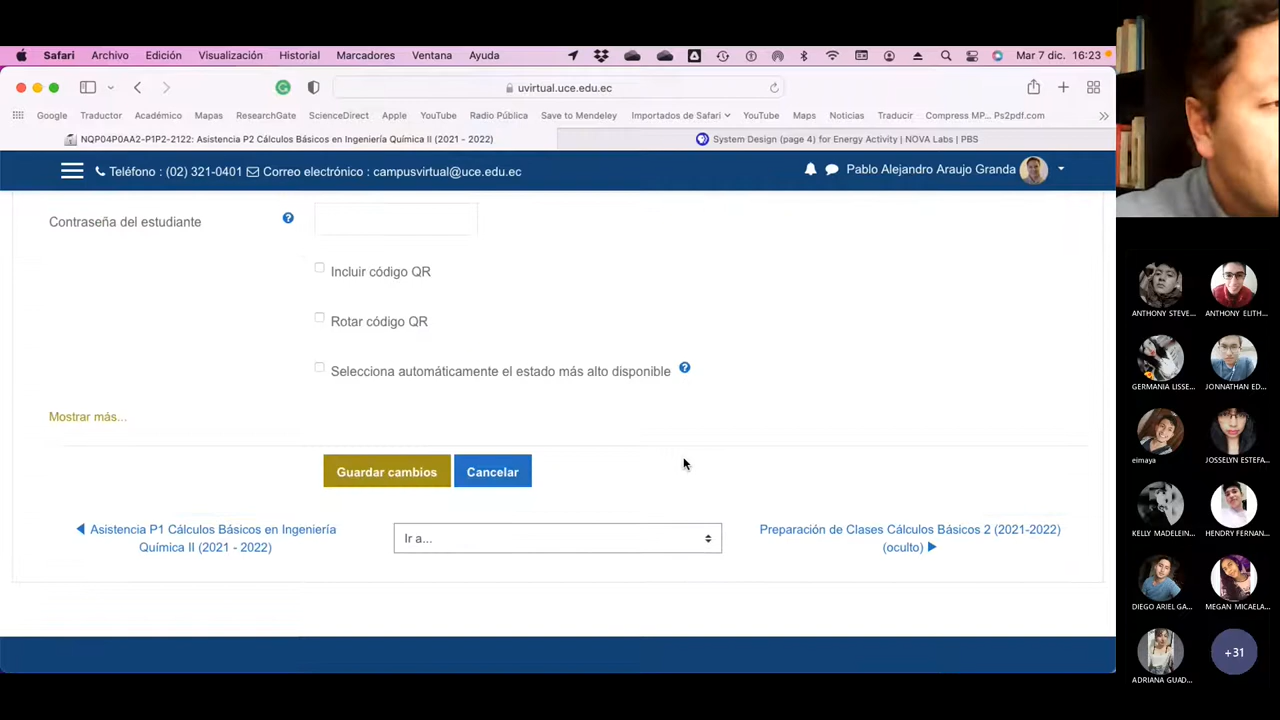 Safari Archivo Edición Visualización Historial Marcadores Ventana Ayuda Mar 7 dic. 16:23
uvirtual.uce.edu.ec
Google Traductor Académico Mapas ResearchGate ScienceDirect Apple YouTube Radio Pública Save to Mendeley Importados de Safari YouTube Maps Noticias Traducir Compress MP... Ps2pdf.com
NQP04P0AA2-P1P2-2122: Asistencia P2 Cálculos Básicos en Ingeniería Química II (2021 - 2022) System Design (page 4) for Energy Activity | NOVA Labs | PBS
Teléfono : (02) 321-0401 Correo electrónico : campusvirtual@uce.edu.ec Pablo Alejandro Araujo Granda
Contraseña del estudiante
Incluir código QR
Rotar código QR
Selecciona automáticamente el estado más alto disponible
Mostrar más...
Guardar cambios Cancelar
Asistencia P1 Cálculos Básicos en Ingeniería
Química II (2021 - 2022)
Ir a...
Preparación de Clases Cálculos Básicos 2 (2021-2022)
(oculto)
ANTHONY STEVE... ANTHONY ELITH...
GERMANIA LISSE... JONNATHAN ED...
eimaya JOSSELYN ESTEFA...
KELLY MADELEIN... HENDRY FERNAN...
DIEGO ARIEL GA... MEGAN MICAELA...
ADRIANA GUAD... +31